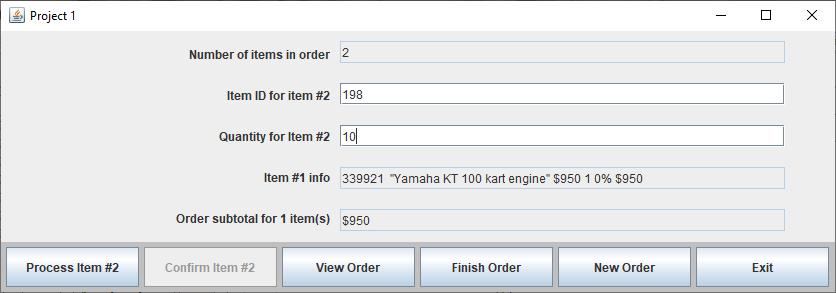 Project 1
Number of items in order 2
Item ID for item #2 198
Quantity for Item #2 10
Item #1 info 339921 "Yamaha KT 100 kart engine" $950 1 0% $950
Order subtotal for 1 item(s) $950
Process Item #2 Confirm Item #2 View Order Finish Order New Order Exit